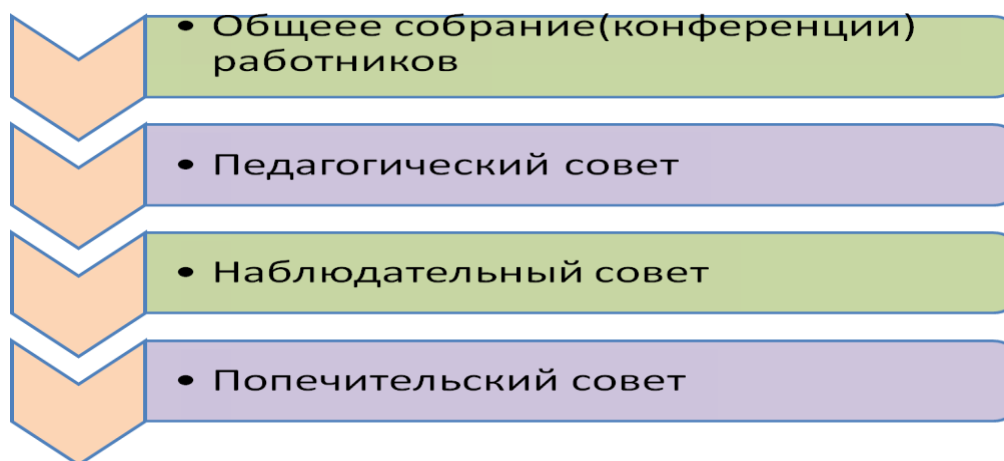 • Общеее собрание(конференции)
работников
• Педагогический совет
• Наблюдательный совет
• Попечительский совет